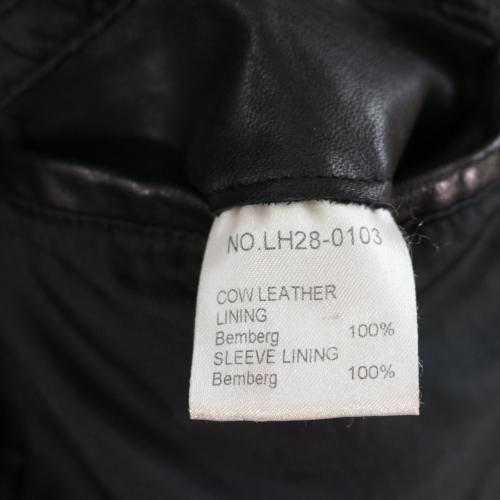 NO.LH28-0103
COW LEATHER
LINING
Bemberg 100%
SLEEVE LINING
Bemberg 100%